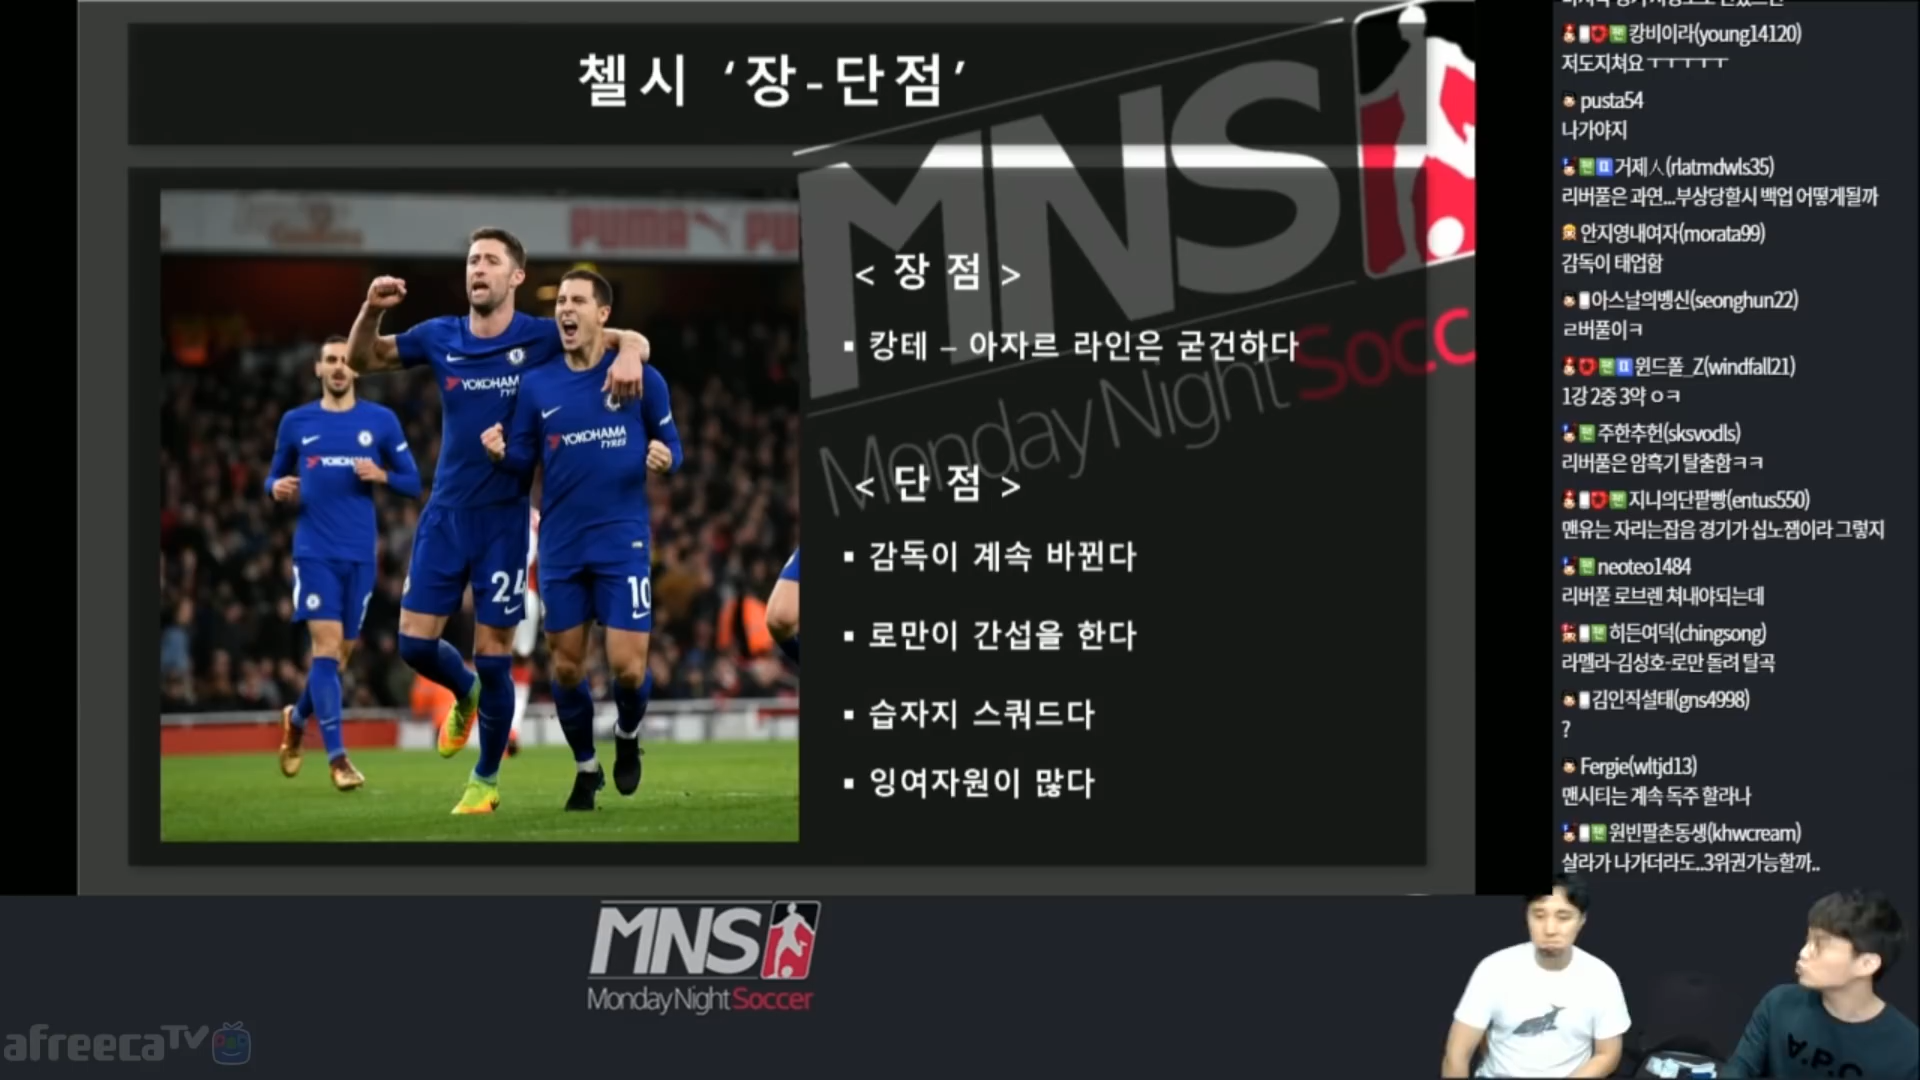 첼시 ‘장-단점’
MNS
Monday Night Soccer
PUMA
YOKOHAMA
TYRES
24
10
< 장 점 >
▪ 캉테 – 아자르 라인은 굳건하다
< 단 점 >
▪ 감독이 계속 바뀐다
▪ 로만이 간섭을 한다
▪ 습자지 스쿼드다
▪ 잉여자원이 많다
캉비이라(young14120)
저도지쳐요ㅜㅜㅜㅜㅜ
pusta54
나가야지
거제人(rlatmdwls35)
리버풀은 과연...부상당할시 백업 어떻게될까
안지영내여자(morata99)
감독이 태업함
아스날의벵신(seonghun22)
ㄹ버풀이ㅋ
윈드폴_Z(windfall21)
1강 2중 3약 ㅇㅋ
주한추헌(sksvodls)
리버풀은 암흑기 탈출함ㅋㅋ
지니의단팥빵(entus550)
맨유는 자리는잡음 경기가 십노잼이라 그렇지
neoteo1484
리버풀 로브렌 쳐내야되는데
히든여덕(chingsong)
라멜라-김성호-로만 돌려 탈곡
김인직설태(gns4998)
?
Fergie(wltjd13)
맨시티는 계속 독주 할라나
원빈팔촌동생(khwcream)
살라가 나가더라도..3위권가능할까..
MNS
MondayNightSoccer
afreecaTV
A.P.C